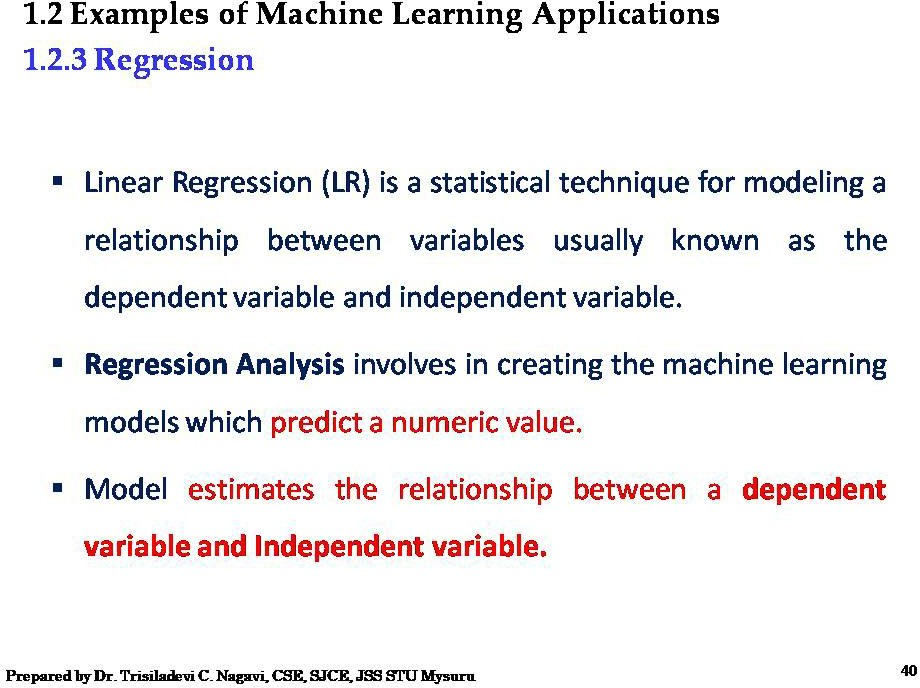 1.2 Examples of Machine Learning Applications
1.2.3 Regression
▪ Linear Regression (LR) is a statistical technique for modeling a
relationship between variables usually known as the
dependent variable and independent variable.
▪ Regression Analysis involves in creating the machine learning
models which predict a numeric value.
▪ Model estimates the relationship between a dependent
variable and Independent variable.
Prepared by Dr. Trisiladevi C. Nagavi, CSE, SJCE, JSS STU Mysuru
40